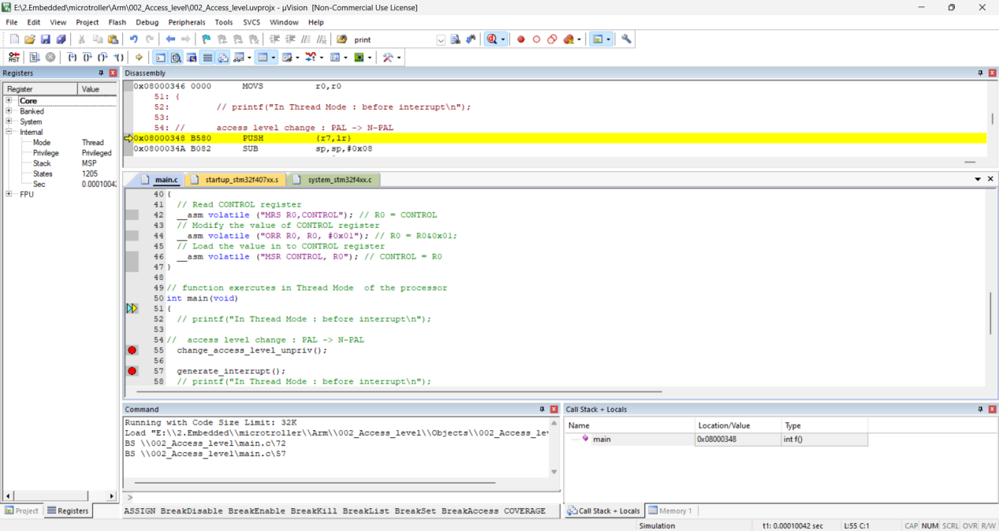 E:\2.Embedded\microtroller\Arm\002_Access_level\002_Access_level.uvprojx - µVision  [Non-Commercial Use License]
File Edit View Project Flash Debug Peripherals Tools SVCS Window Help
print
RST
Registers
Register Value
Core
Banked
System
Internal
Mode Thread
Privilege Privileged
Stack MSP
States 1205
Sec 0.00010042
FPU
Project Registers
Disassembly
0x08000346 0000 MOVS r0,r0
51: {
52: // printf("In Thread Mode : before interrupt\n");
53:
54: // access level change : PAL -> N-PAL
0x08000348 B580 PUSH {r7,lr}
0x0800034A B082 SUB sp,sp,#0x08
main.c startup_stm32f407xx.s system_stm32f4xx.c
40 {
41 // Read CONTROL register
42 __asm volatile ("MRS R0,CONTROL"); // R0 = CONTROL
43 // Modify the value of CONTROL register
44 __asm volatile ("ORR R0, R0, #0x01"); // R0 = R0&0x01;
45 // Load the value in to CONTROL register
46 __asm volatile ("MSR CONTROL, R0"); // CONTROL = R0
47 }
48
49 // function exercutes in Thread Mode  of the processor
50 int main(void)
51 {
52 // printf("In Thread Mode : before interrupt\n");
53
54 // access level change : PAL -> N-PAL
55 change_access_level_unpriv();
56
57 generate_interrupt();
58 // printf("In Thread Mode : before interrupt\n");
Command
Running with Code Size Limit: 32K
Load "E:\\2.Embedded\\microtroller\\Arm\\002_Access_level\\Objects\\002_Access_lev
BS \\002_Access_level\main.c\72
BS \\002_Access_level\main.c\57
>
ASSIGN BreakDisable BreakEnable BreakKill BreakList BreakSet BreakAccess COVERAGE
Call Stack + Locals
Name Location/Value Type
main 0x08000348 int f()
Call Stack + Locals Memory 1
Simulation t1: 0.00010042 sec L:55 C:1 CAP NUM SCRL OVR R/W